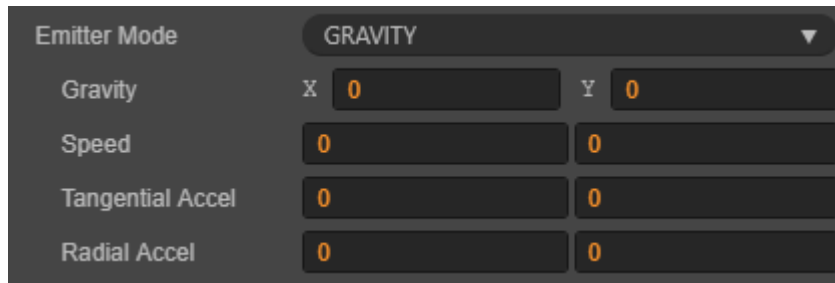 Emitter Mode GRAVITY
Gravity X 0 Y 0
Speed 0 0
Tangential Accel 0 0
Radial Accel 0 0